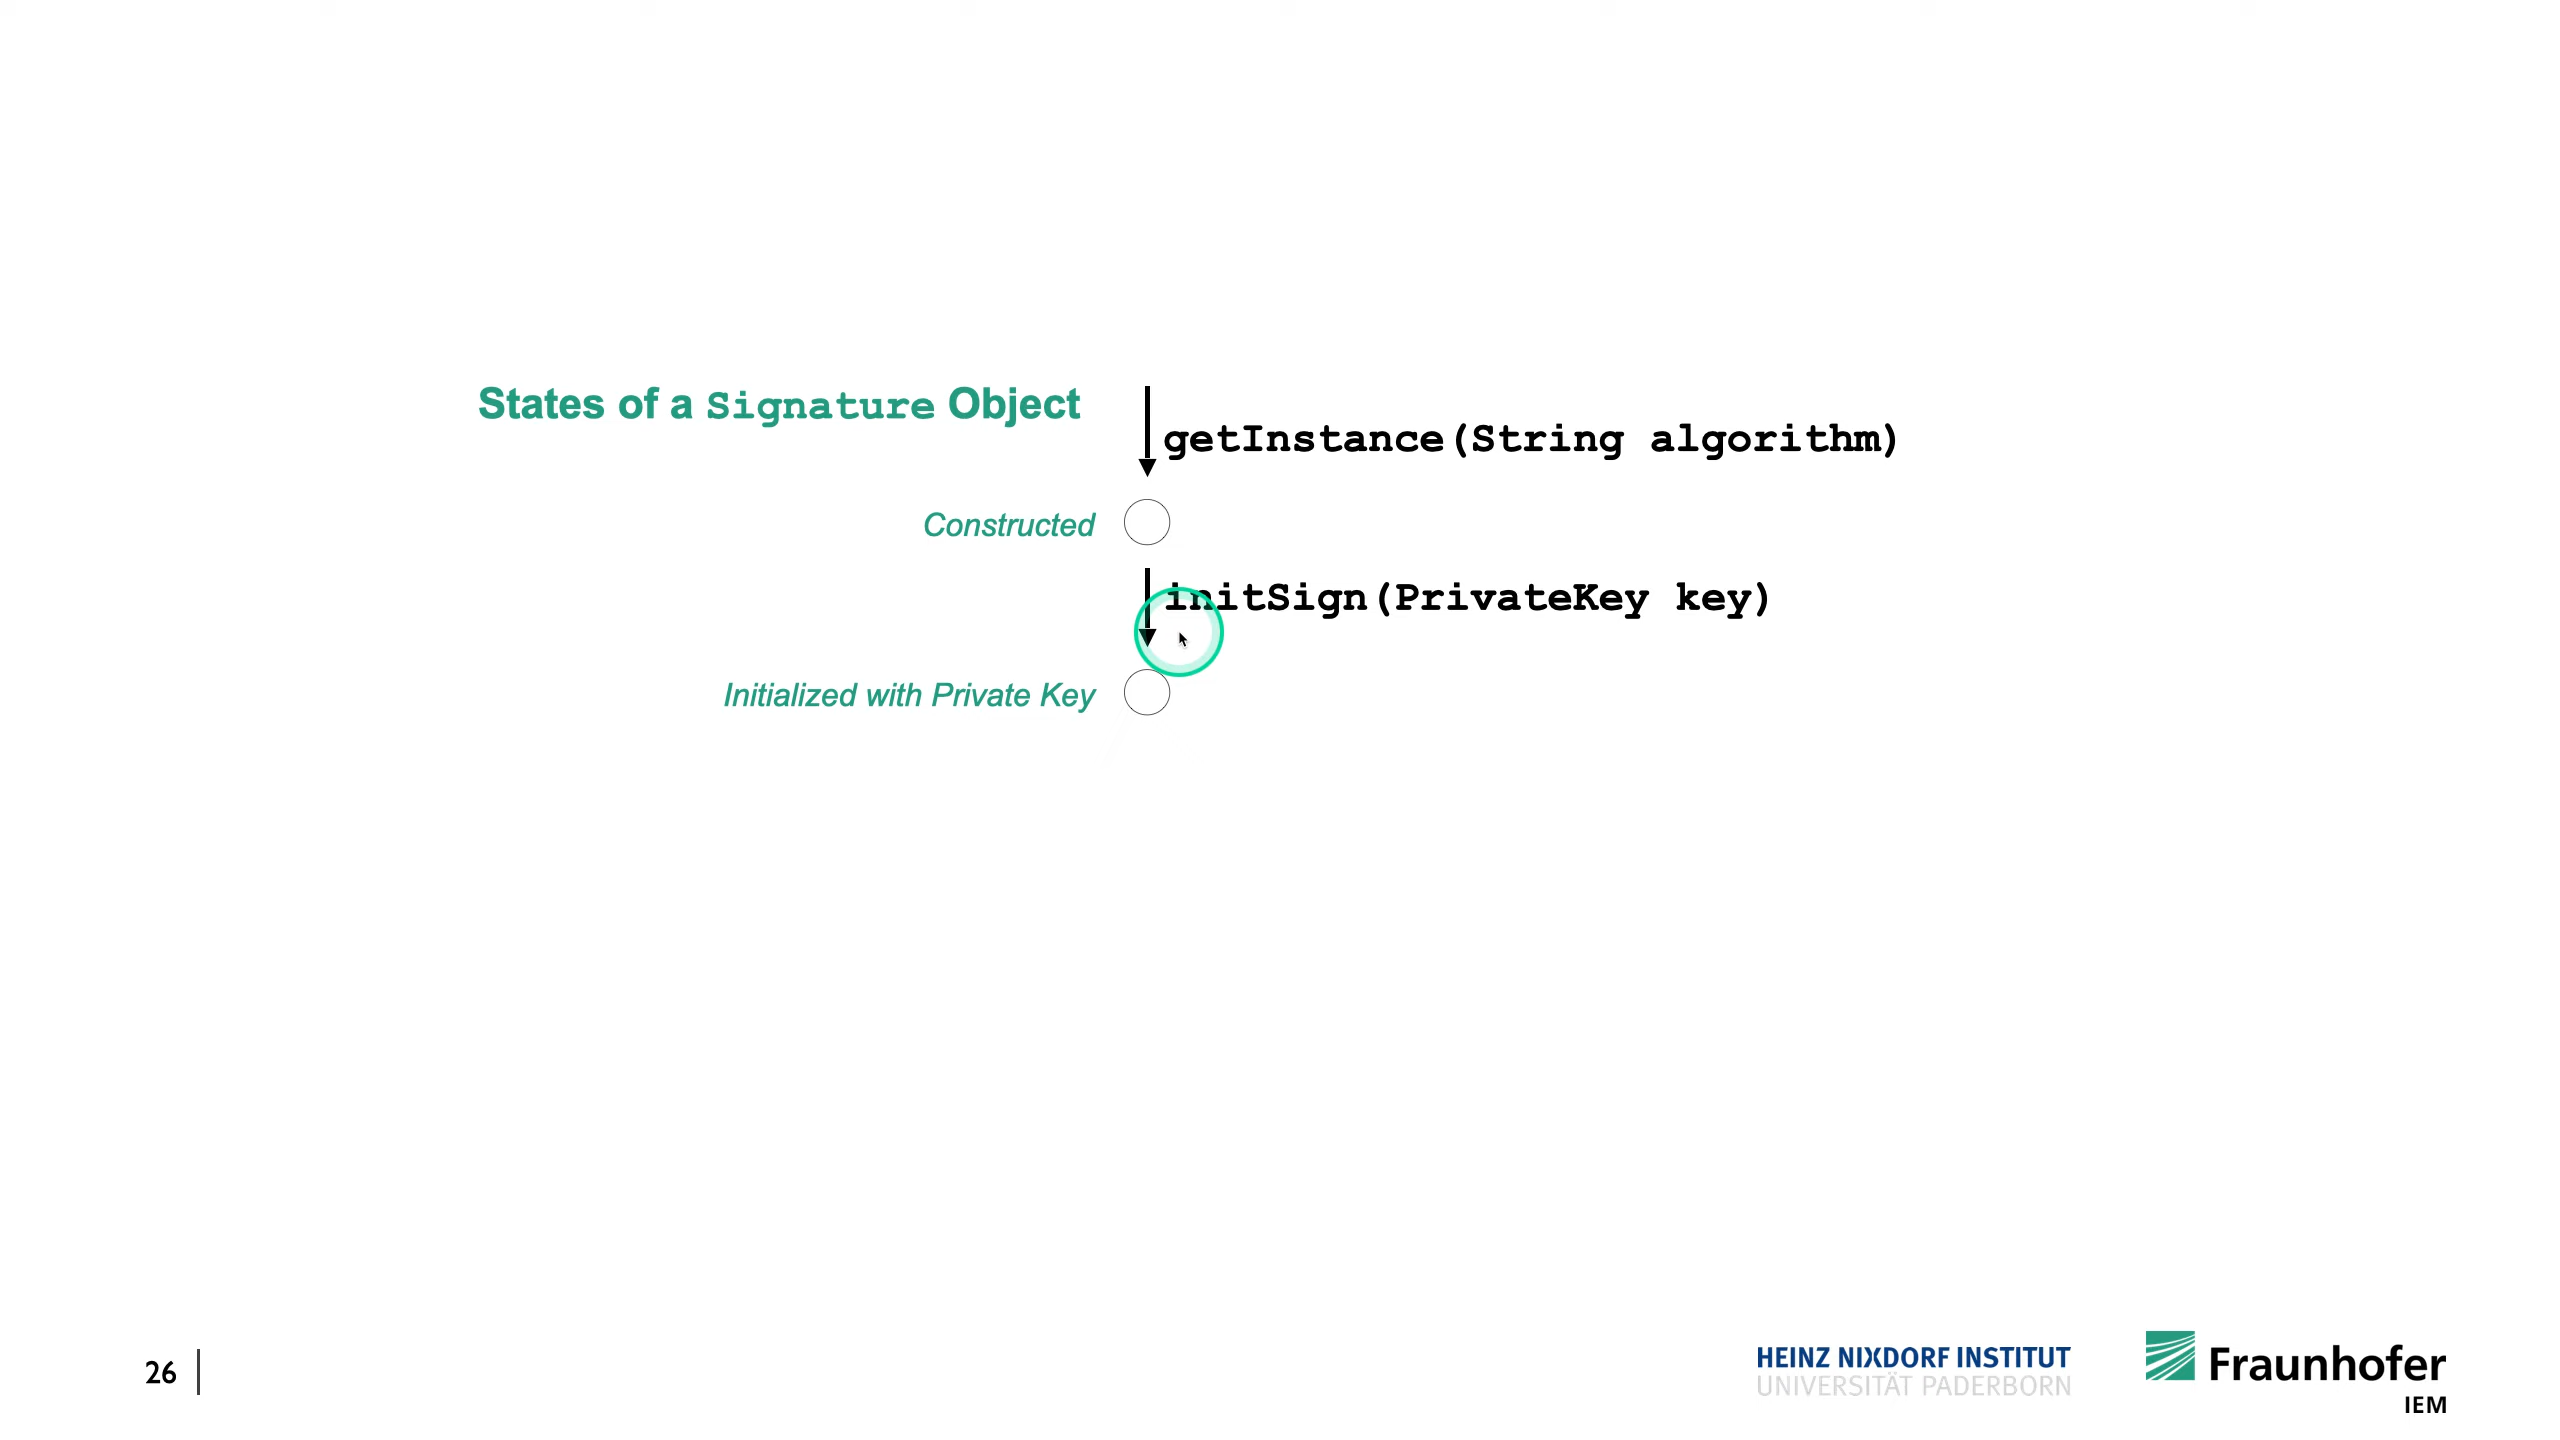 States of a Signature Object
getInstance(String algorithm)
Constructed
initSign(PrivateKey key)
Initialized with Private Key
26
HEINZ NIXDORF INSTITUT
UNIVERSITÄT PADERBORN
Fraunhofer
IEM